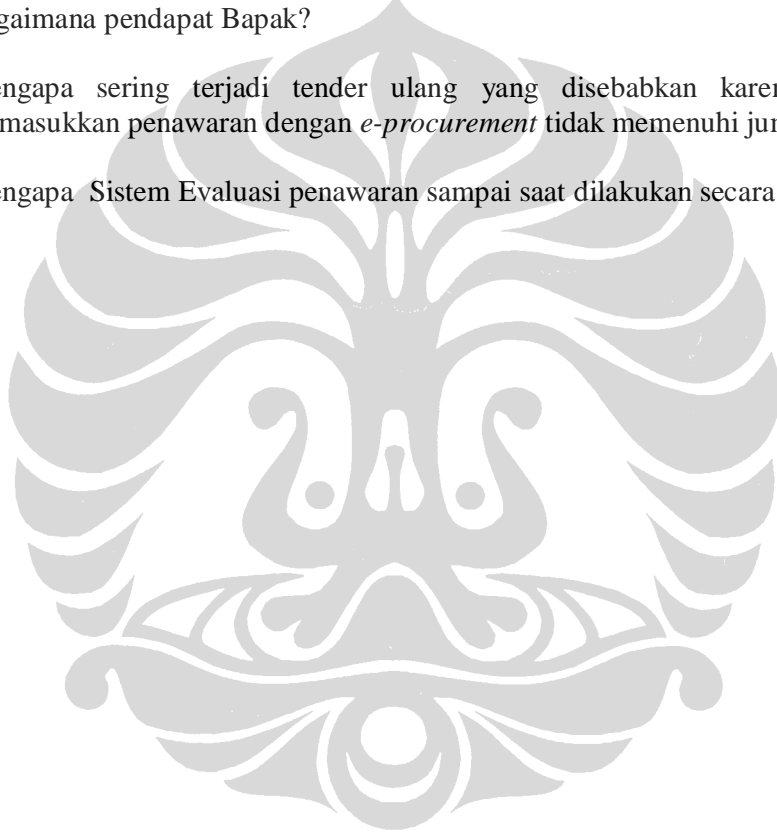 gaimana pendapat Bapak?
engapa sering terjadi tender ulang yang disebabkan karen
masukkan penawaran dengan e-procurement tidak memenuhi jun
engapa Sistem Evaluasi penawaran sampai saat dilakukan secara